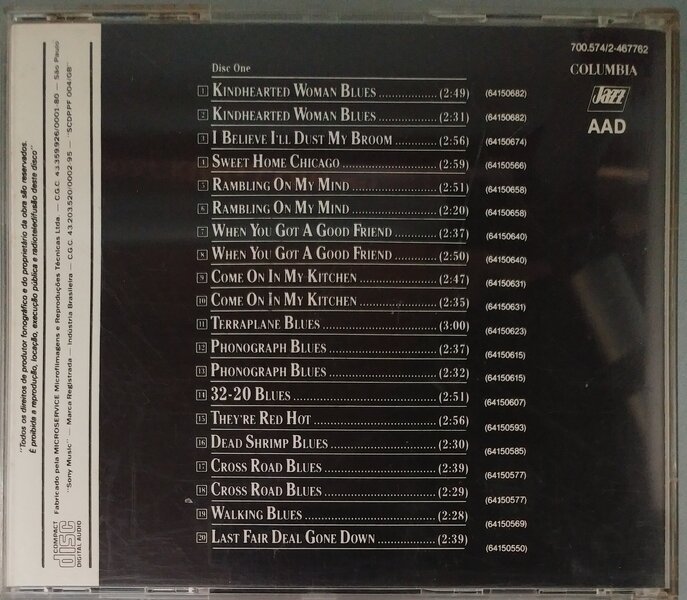 "Todos os direitos de produtor fonográfico e do proprietário da obra são reservados.
É proibida a reprodução, locação, execução pública e radioteledifusão deste disco"
Fabricado pela MICROSERVICE Microfilmagens e Reproduções Técnicas Ltda. — C.G.C. 43.359.926/0001-80 — São Paulo
"Sony Music" — Marca Registrada — Indústria Brasileira — C.G.C. 43.203.520/0002-95 — "SCDP.PF 004/GB"
COMPACT
disc
DIGITAL AUDIO
700.574/2-467762
COLUMBIA
Jazz
AAD
Disc One
1 KINDHEARTED WOMAN BLUES (2:49) (64150682)
2 KINDHEARTED WOMAN BLUES (2:31) (64150682)
3 I BELIEVE I'LL DUST MY BROOM (2:56) (64150674)
4 SWEET HOME CHICAGO (2:59) (64150566)
5 RAMBLING ON MY MIND (2:51) (64150658)
6 RAMBLING ON MY MIND (2:20) (64150658)
7 WHEN YOU GOT A GOOD FRIEND (2:37) (64150640)
8 WHEN YOU GOT A GOOD FRIEND (2:50) (64150640)
9 COME ON IN MY KITCHEN (2:47) (64150631)
10 COME ON IN MY KITCHEN (2:35) (64150631)
11 TERRAPLANE BLUES (3:00) (64150623)
12 PHONOGRAPH BLUES (2:37) (64150615)
13 PHONOGRAPH BLUES (2:32) (64150615)
14 32-20 BLUES (2:51) (64150607)
15 THEY'RE RED HOT (2:56) (64150593)
16 DEAD SHRIMP BLUES (2:30) (64150585)
17 CROSS ROAD BLUES (2:39) (64150577)
18 CROSS ROAD BLUES (2:29) (64150577)
19 WALKING BLUES (2:28) (64150569)
20 LAST FAIR DEAL GONE DOWN (2:39) (64150550)